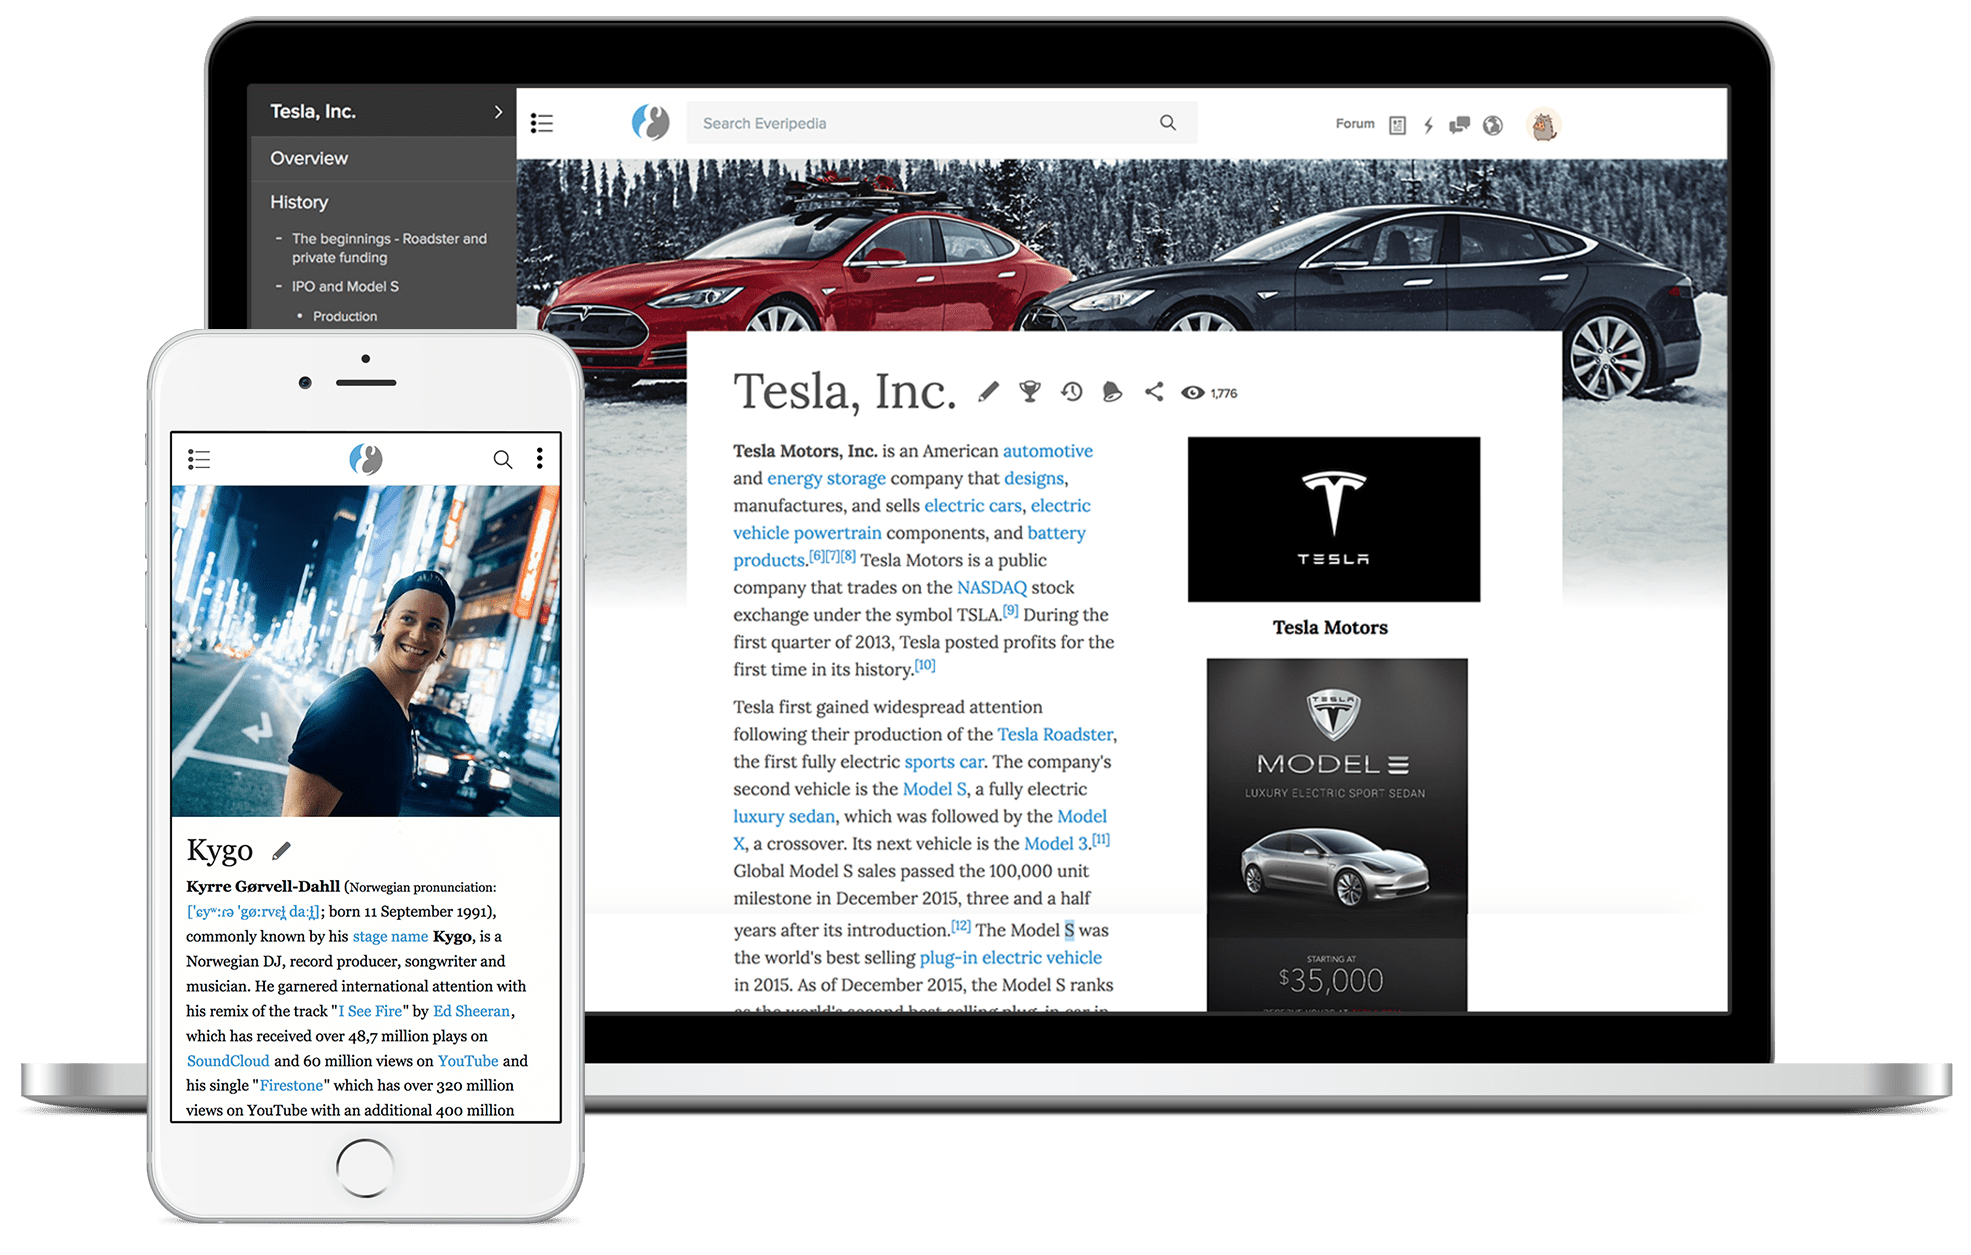 Tesla, Inc.
Overview
History
- The beginnings - Roadster and
private funding
- IPO and Model S
• Production
Search Everipedia
Forum
Tesla, Inc.
1,776
Tesla Motors, Inc. is an American automotive
and energy storage company that designs,
manufactures, and sells electric cars, electric
vehicle powertrain components, and battery
products.[6][7][8] Tesla Motors is a public
company that trades on the NASDAQ stock
exchange under the symbol TSLA.[9] During the
first quarter of 2013, Tesla posted profits for the
first time in its history.[10]
Tesla first gained widespread attention
following their production of the Tesla Roadster,
the first fully electric sports car. The company's
second vehicle is the Model S, a fully electric
luxury sedan, which was followed by the Model
X, a crossover. Its next vehicle is the Model 3.[11]
Global Model S sales passed the 100,000 unit
milestone in December 2015, three and a half
years after its introduction.[12] The Model S was
the world's best selling plug-in electric vehicle
in 2015. As of December 2015, the Model S ranks
as the world's second best selling plug-in car in
TESLA
Tesla Motors
TESLA
MODEL Ξ
LUXURY ELECTRIC SPORT SEDAN
STARTING AT
$35,000
Kygo
Kyrre Gørvell-Dahll (Norwegian pronunciation:
; born 11 September 1991),
commonly known by his stage name Kygo, is a
Norwegian DJ, record producer, songwriter and
musician. He garnered international attention with
his remix of the track "I See Fire" by Ed Sheeran,
which has received over 48,7 million plays on
SoundCloud and 60 million views on YouTube and
his single "Firestone" which has over 320 million
views on YouTube with an additional 400 million